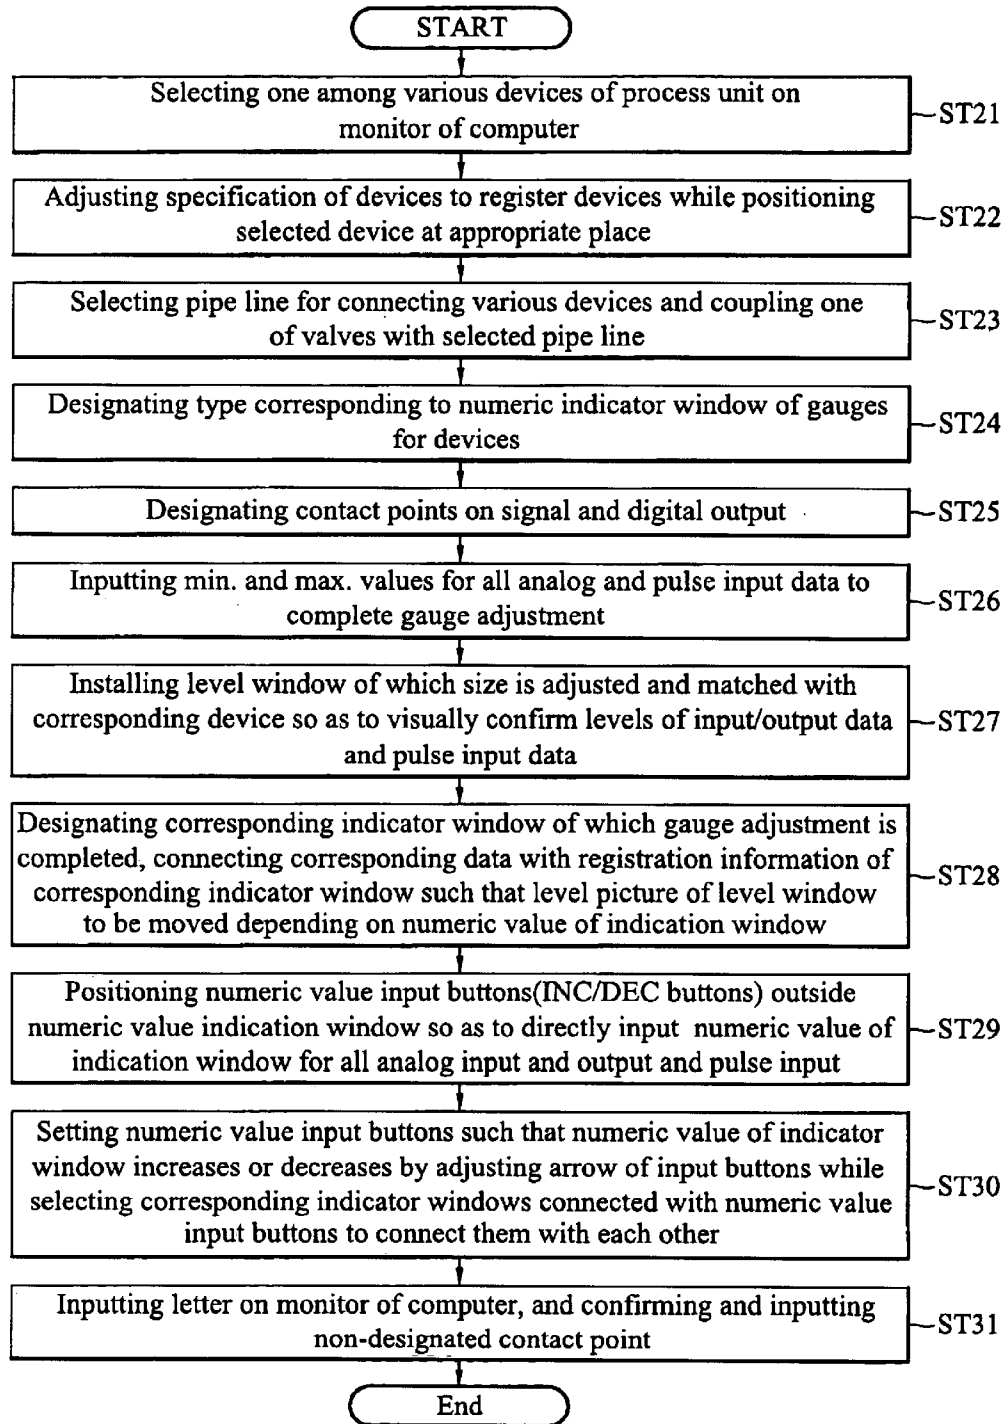 START
Selecting one among various devices of process unit on
monitor of computer
ST21
Adjusting specification of devices to register devices while positioning
selected device at appropriate place
ST22
Selecting pipe line for connecting various devices and coupling one
of valves with selected pipe line
ST23
Designating type corresponding to numeric indicator window of gauges
for devices
ST24
Designating contact points on signal and digital output
ST25
Inputting min. and max. values for all analog and pulse input data to
complete gauge adjustment
ST26
Installing level window of which size is adjusted and matched with
corresponding device so as to visually confirm levels of input/output data
and pulse input data
ST27
Designating corresponding indicator window of which gauge adjustment is
completed, connecting corresponding data with registration information of
corresponding indicator window such that level picture of level window
to be moved depending on numeric value of indication window
ST28
Positioning numeric value input buttons(INC/DEC buttons) outside
numeric value indication window so as to directly input numeric value of
indication window for all analog input and output and pulse input
ST29
Setting numeric value input buttons such that numeric value of indicator
window increases or decreases by adjusting arrow of input buttons while
selecting corresponding indicator windows connected with numeric value
input buttons to connect them with each other
ST30
Inputting letter on monitor of computer, and confirming and inputting
non-designated contact point
ST31
End